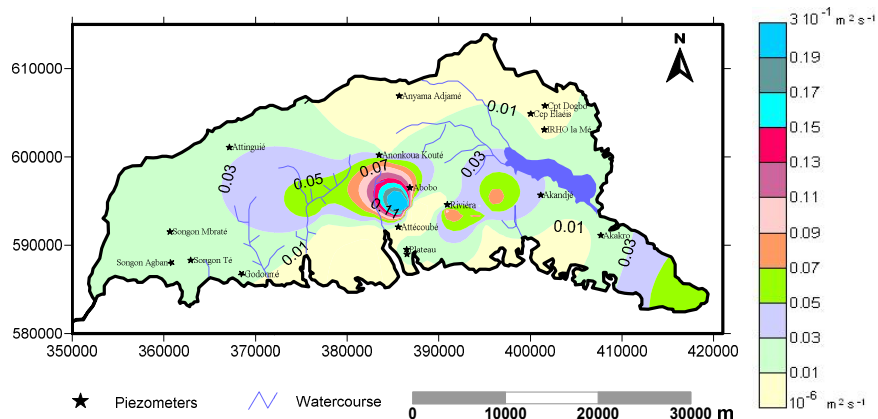 3 10⁻¹ m² s⁻¹
0.19
0.17
0.15
0.13
0.11
0.09
0.07
0.05
0.03
0.01
10⁻⁶ m² s⁻¹
N
610000
600000
590000
580000
350000 360000 370000 380000 390000 400000 410000 420000
Anyama Adjamé
0.01
Cpt Dogbo
Ccp Elaeis
IRHO la Mé
Attinguié
Anonkoua Kouté
0.03
0.05
0.07
0.03
Abobo
0.11
Riviéra
Akandjé
Songon Mbraté
Attécoubé
0.01
Akakro
0.01
Plateau
0.03
Songon Agban
Songon Té
Godoumé
Piezometers
Watercourse
0 10000 20000 30000 m